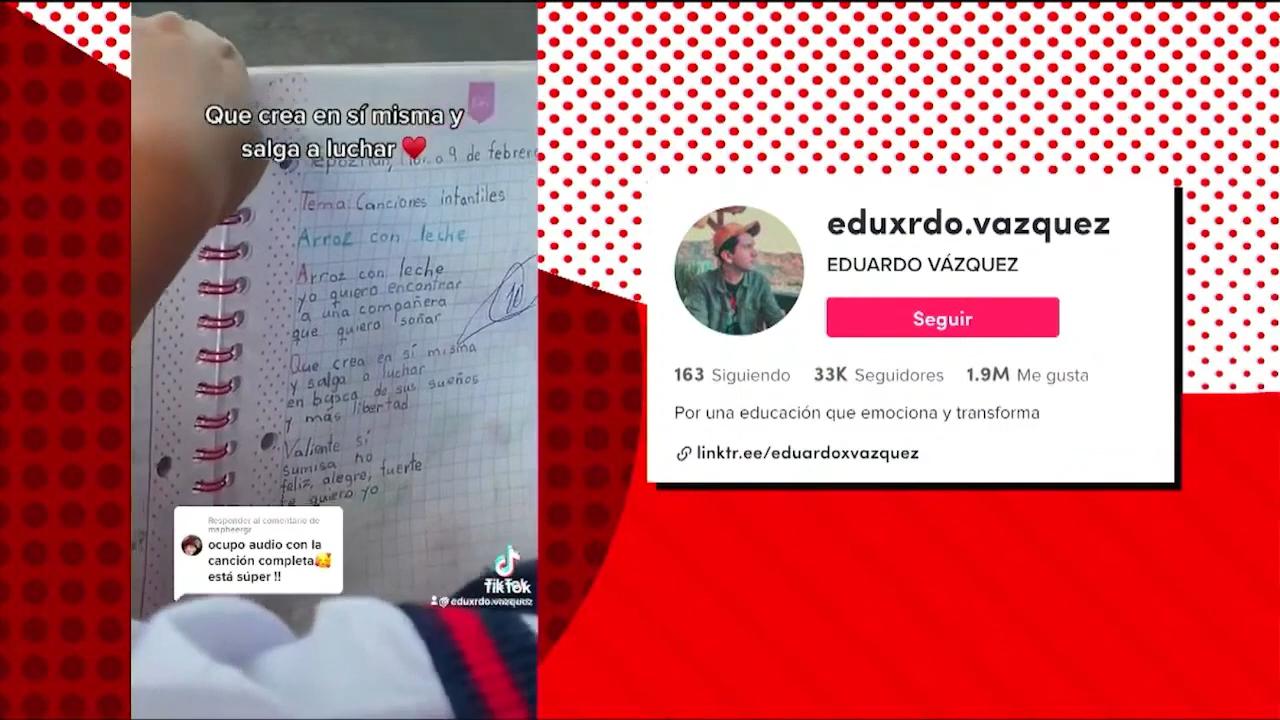 Que crea en sí misma y
salga a luchar ❤️
9 de febrero
Tema: Canciones infantiles
Arroz con leche
Arroz con leche
yo quiero encontrar
a una compañera
que quiera soñar
10
Que crea en sí misma
y salga a luchar
en busca de sus sueños
y más libertad
Valiente sí
sumisa no
feliz, alegre, fuerte
te quiero yo
Responder al comentario de
ocupo audio con la
canción completa🥰
está súper !!
TikTok
@eduxrdo.vazquez
eduxrdo.vazquez
EDUARDO VÁZQUEZ
Seguir
163 Siguiendo 33K Seguidores 1.9M Me gusta
Por una educación que emociona y transforma
linktr.ee/eduardoxvazquez